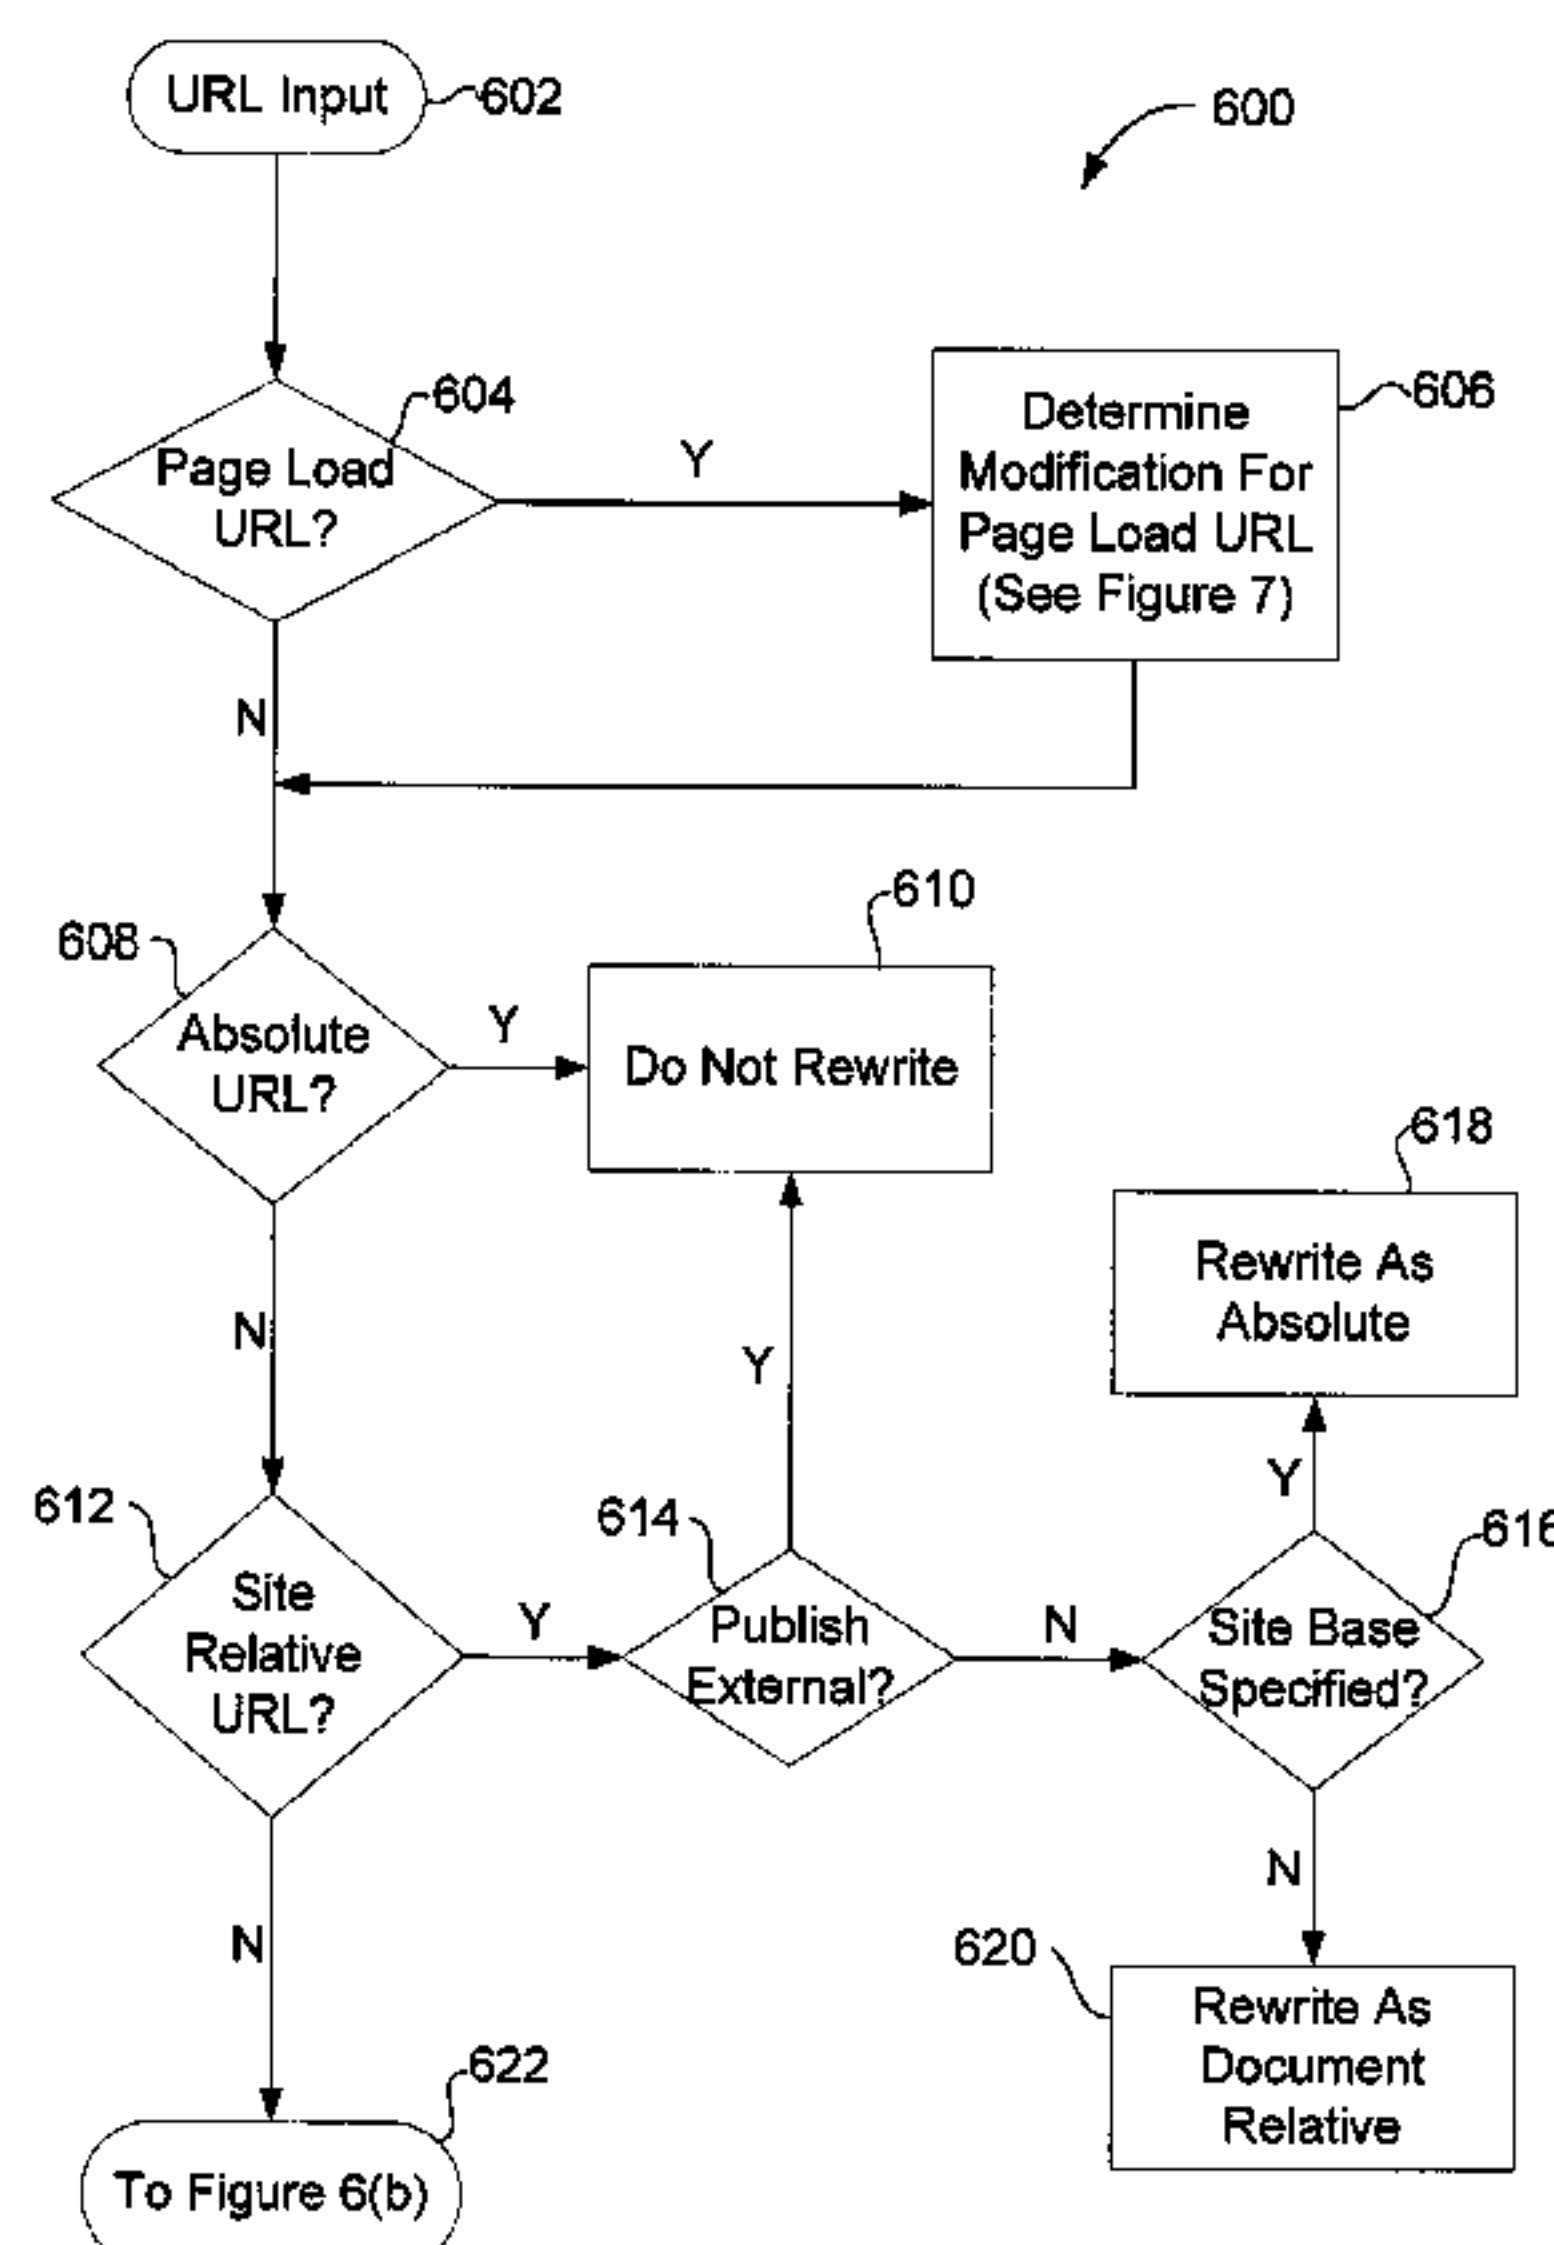 URL Input
602
600
604
Page Load
URL?
Y
606
Determine
Modification For
Page Load URL
(See Figure 7)
N
610
608
Absolute
URL?
Y
Do Not Rewrite
618
Rewrite As
Absolute
N
Y
Y
612
614
616
Site
Relative
URL?
Y
Publish
External?
N
Site Base
Specified?
N
N
620
Rewrite As
Document
Relative
622
To Figure 6(b)